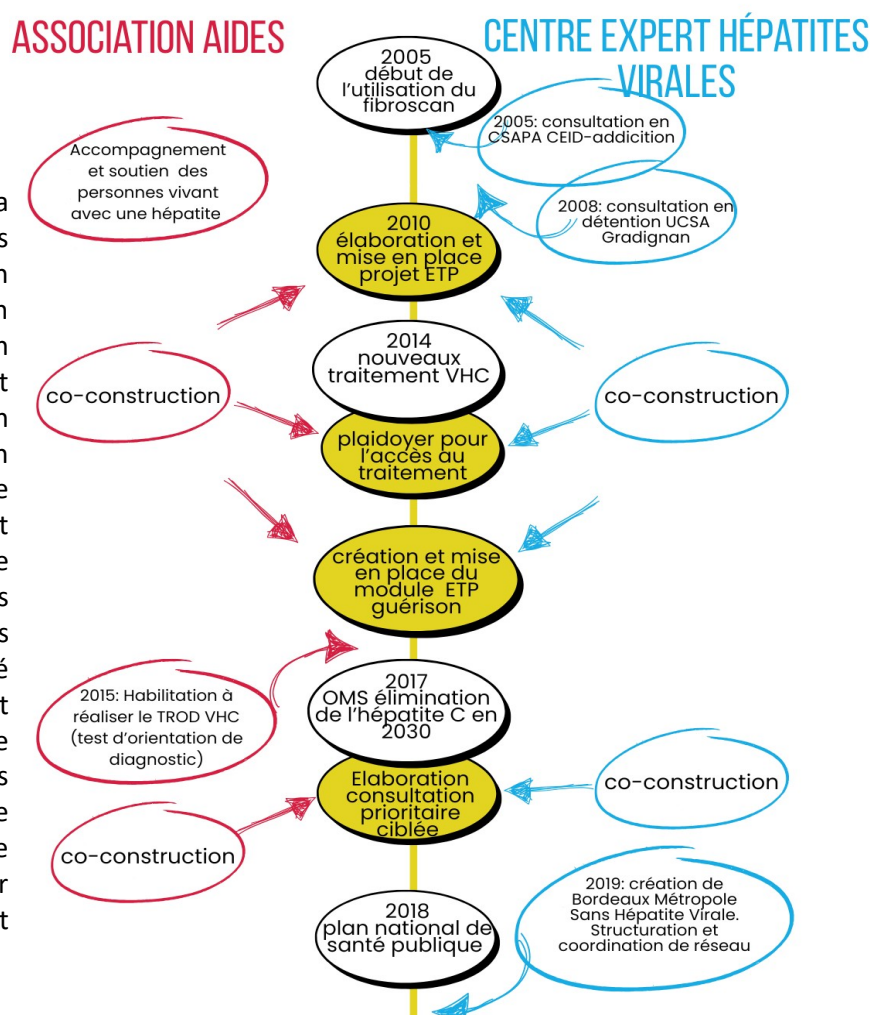 ASSOCIATION AIDES
CENTRE EXPERT HÉPATITES
VIRALES
2005
début de
l'utilisation du
fibroscan
2005: consultation en
CSAPA CEID-addicition
Accompagnement
et soutien des
personnes vivant
avec une hépatite
2008: consultation en
détention UCSA
Gradignan
2010
élaboration et
mise en place
projet ETP
2014
nouveaux
traitement VHC
co-construction
co-construction
plaidoyer pour
l'accès au
traitement
création et mise
en place du
module ETP
guérison
2015: Habilitation à
réaliser le TROD VHC
(test d'orientation de
diagnostic)
2017
OMS élimination
de l'hépatite C en
2030
Elaboration
consultation
prioritaire
ciblée
co-construction
co-construction
2018
plan national de
santé publique
2019: création de
Bordeaux Métropole
Sans Hépatite Virale.
Structuration et
coordination de réseau